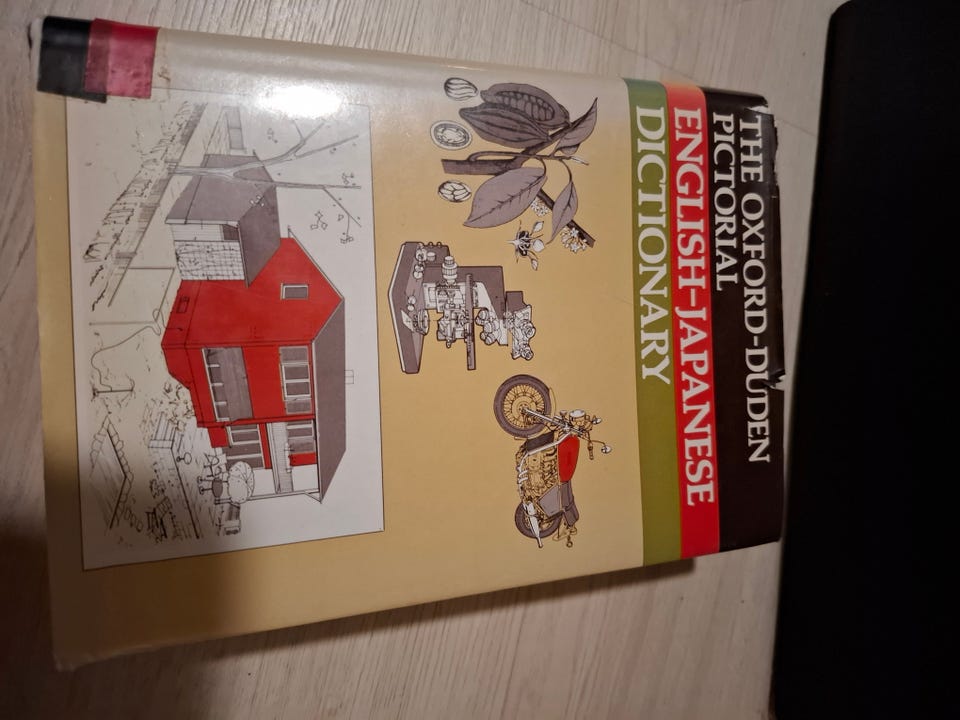 THE OXFORD-DUDEN
PICTORIAL
ENGLISH-JAPANESE
DICTIONARY